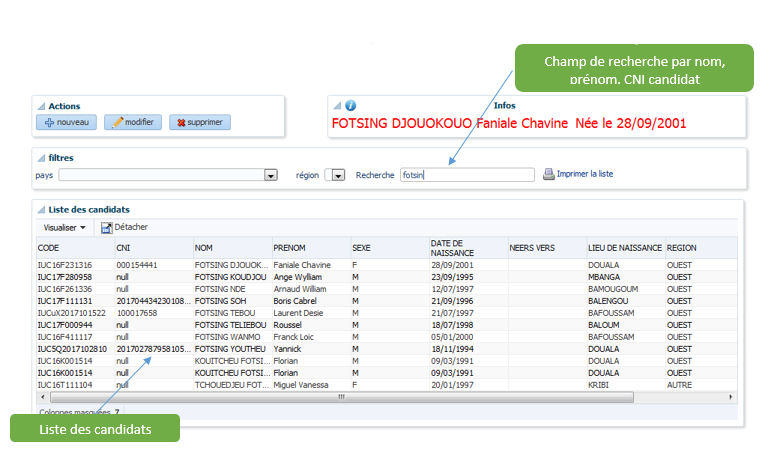 Champ de recherche par nom,
prénom, CNI candidat
Actions
nouveau modifier supprimer
Infos
FOTSING DJOUOKOUO Faniale Chavine Née le 28/09/2001
filtres
pays région Recherche fotsin Imprimer la liste
Liste des candidats
Visualiser Détacher
CODE CNI NOM PRENOM SEXE DATE DE NAISSANCE NEERS VERS LIEU DE NAISSANCE REGION
IUC16F231316 000154441 FOTSING DJOUOK... Faniale Chavine F 28/09/2001 DOUALA OUEST
IUC17F280958 null FOTSING KOUDJOU Ange Wylliam M 23/09/1995 MBANGA OUEST
IUC16F261336 null FOTSING NDE Arnaud William M 12/07/1997 BAMOUGOUM OUEST
IUC17F111131 201704434230108... FOTSING SOH Boris Cabrel M 21/09/1996 BALENGOU OUEST
IUCuX2017101522 100017658 FOTSING TEBOU Laurent Desie M 21/07/1997 BAFOUSSAM OUEST
IUC17F000944 null FOTSING TELIEBOU Roussel M 18/07/1998 BALOUM OUEST
IUC16F41117 null FOTSING WANMO Franck Loic M 05/01/2000 BAFOUSSAM OUEST
IUC5Q2017102810 201702787958105... FOTSING YOUTHEU Yannick M 18/11/1994 DOUALA OUEST
IUC16K001514 null KOUITCHEU FOTSI... Florian M 09/03/1991 DOUALA OUEST
IUC16K001514 null KOUITCHEU FOTSI... Florian M 09/03/1991 DOUALA OUEST
IUC16T111104 null TCHOUEDJEU FOT... Miguel Vanessa F 20/01/1997 KRIBI AUTRE
Colonnes masquées 7
Liste des candidats